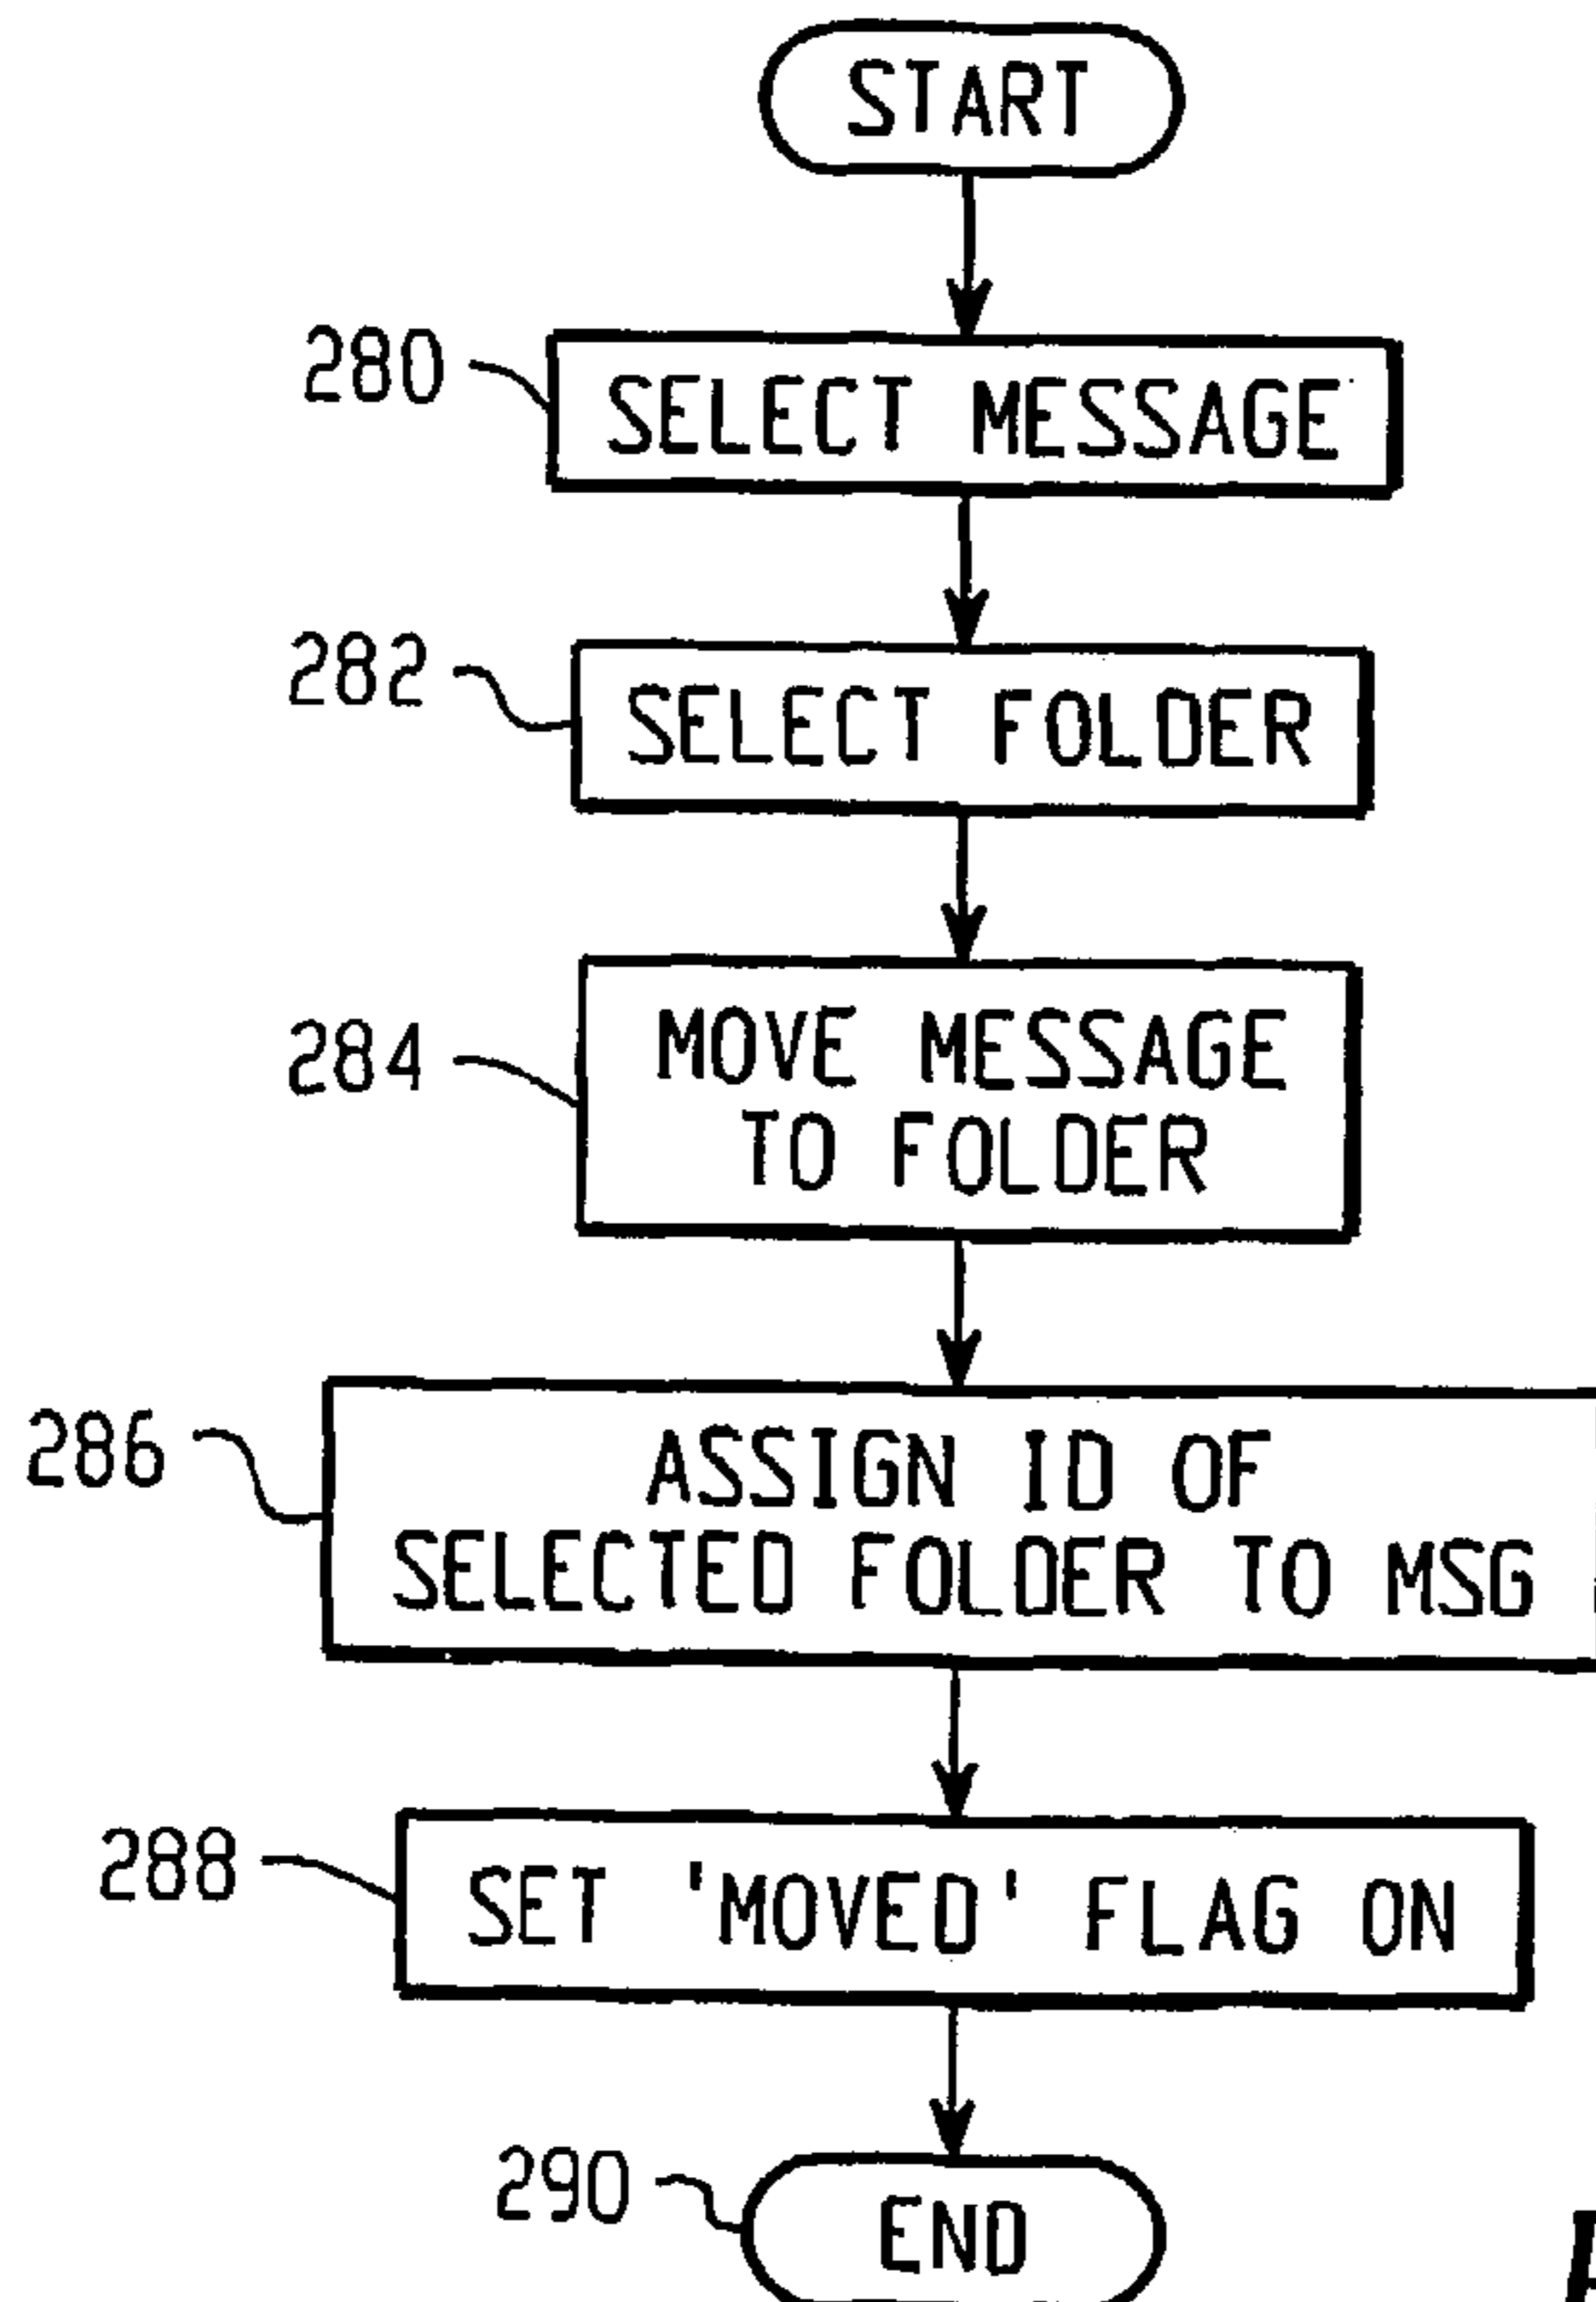 START
280
SELECT MESSAGE
282
SELECT FOLDER
284
MOVE MESSAGE
TO FOLDER
286
ASSIGN ID OF
SELECTED FOLDER TO MSG
288
SET 'MOVED' FLAG ON
290
END